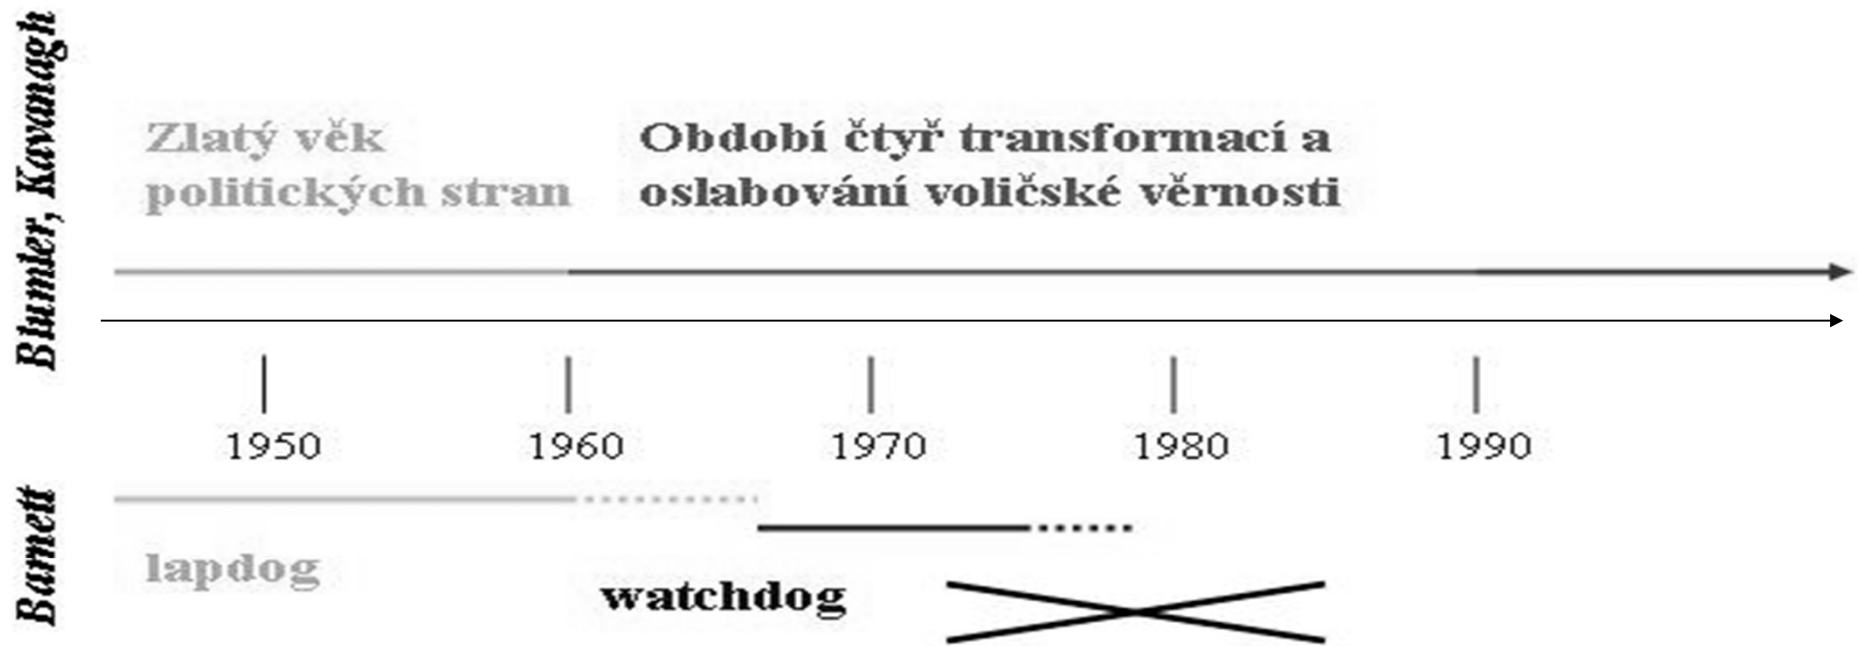 Blumler, Kavanagh
Zlatý věk
politických stran
Období čtyř transformací a
oslabování voličské věrnosti
1950 1960 1970 1980 1990
Barnett
lapdog
watchdog